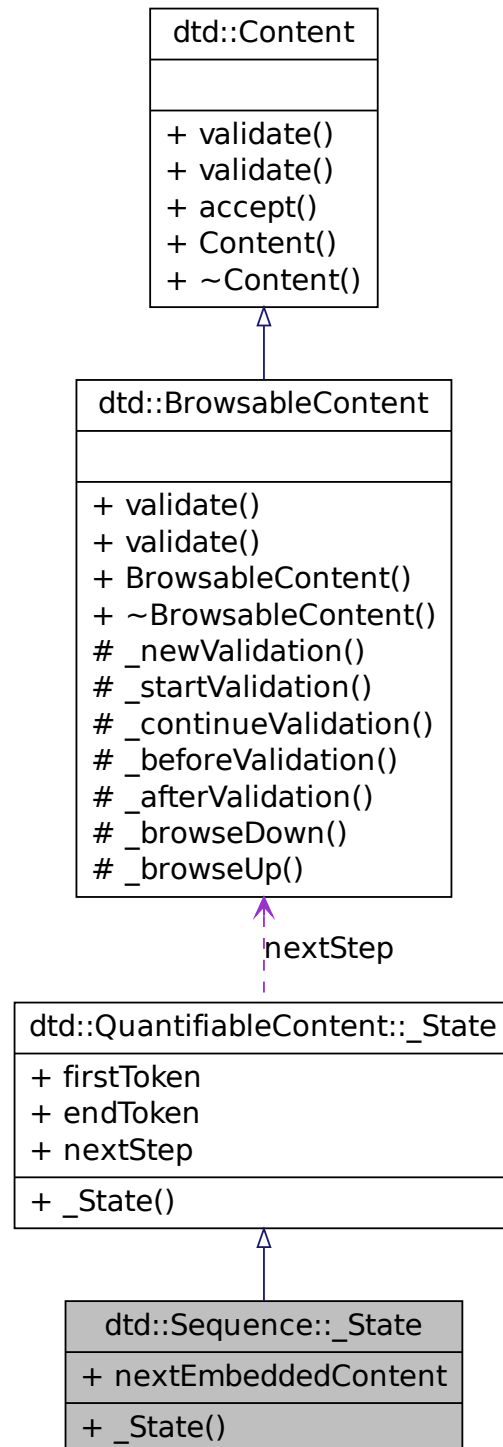 dtd::Content
+ validate()
+ validate()
+ accept()
+ Content()
+ ~Content()
dtd::BrowsableContent
+ validate()
+ validate()
+ BrowsableContent()
+ ~BrowsableContent()
# _newValidation()
# _startValidation()
# _continueValidation()
# _beforeValidation()
# _afterValidation()
# _browseDown()
# _browseUp()
nextStep
dtd::QuantifiableContent::_State
+ firstToken
+ endToken
+ nextStep
+ _State()
dtd::Sequence::_State
+ nextEmbeddedContent
+ _State()